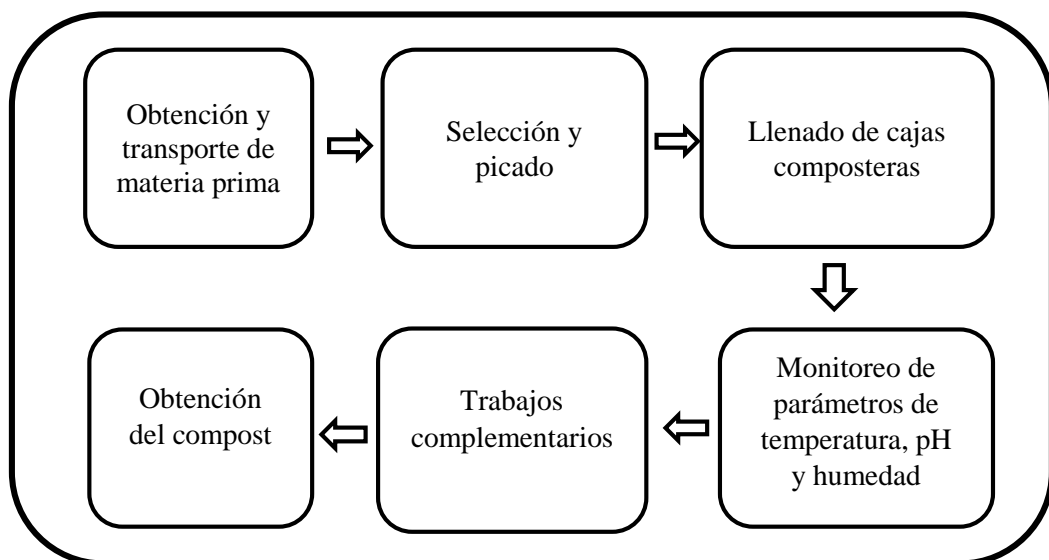 Obtención y
transporte de
materia prima
Selección y
picado
Llenado de cajas
composteras
Monitoreo de
parámetros de
temperatura, pH
y humedad
Trabajos
complementarios
Obtención
del compost